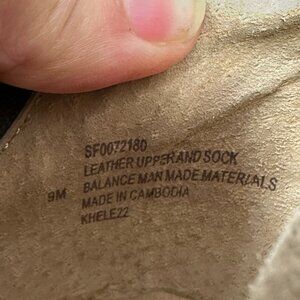 SF0072180
LEATHER UPPER AND SOCK
9M BALANCE MAN MADE MATERIALS
MADE IN CAMBODIA
KHELE22